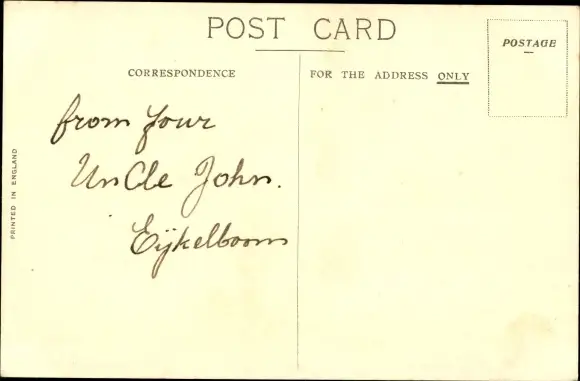 POST CARD
POSTAGE
CORRESPONDENCE
FOR THE ADDRESS ONLY
from your
Uncle John.
Eijkelboom
PRINTED IN ENGLAND